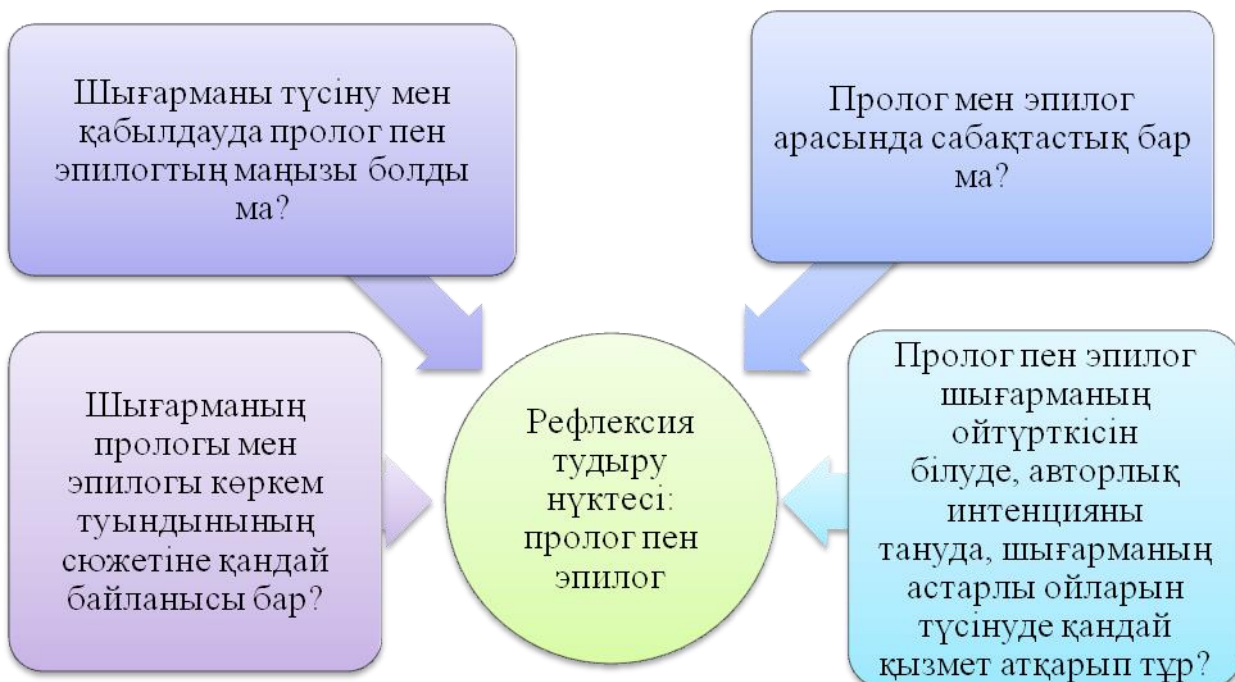 Шығарманы түсіну мен
қабылдауда пролог пен
эпилогтың маңызы болды
ма?
Пролог мен эпилог
арасында сабақтастық бар
ма?
Шығарманың
прологы мен
эпилогы көркем
туындынының
сюжетіне қандай
байланысы бар?
Рефлексия
тудыру
нүктесі:
пролог пен
эпилог
Пролог пен эпилог
шығарманың
ойтүрткісін
білуде, авторлық
интенцияны
тануда, шығарманың
астарлы ойларын
түсінуде қандай
қызмет атқарып тұр?